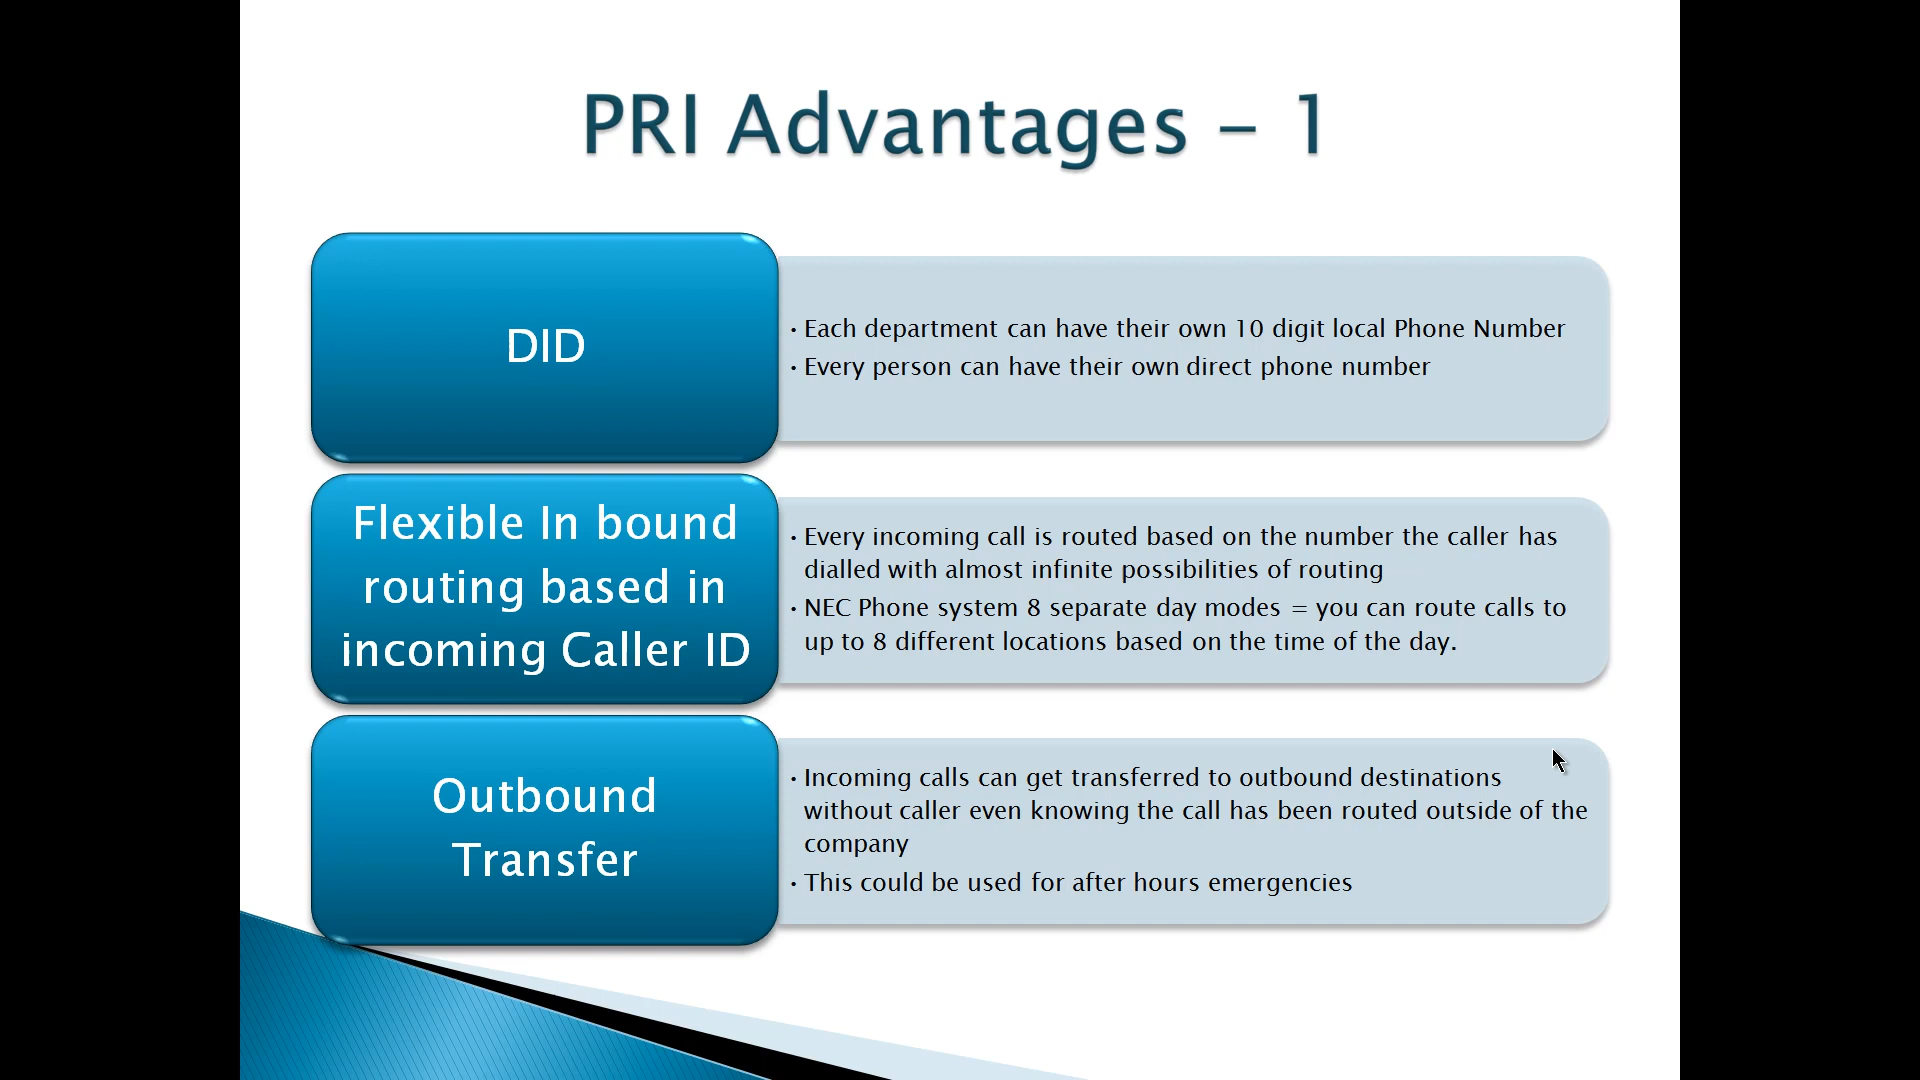 PRI Advantages – 1
DID
• Each department can have their own 10 digit local Phone Number
• Every person can have their own direct phone number
Flexible In bound
routing based in
incoming Caller ID
• Every incoming call is routed based on the number the caller has
dialled with almost infinite possibilities of routing
• NEC Phone system 8 separate day modes = you can route calls to
up to 8 different locations based on the time of the day.
Outbound
Transfer
• Incoming calls can get transferred to outbound destinations
without caller even knowing the call has been routed outside of the
company
• This could be used for after hours emergencies